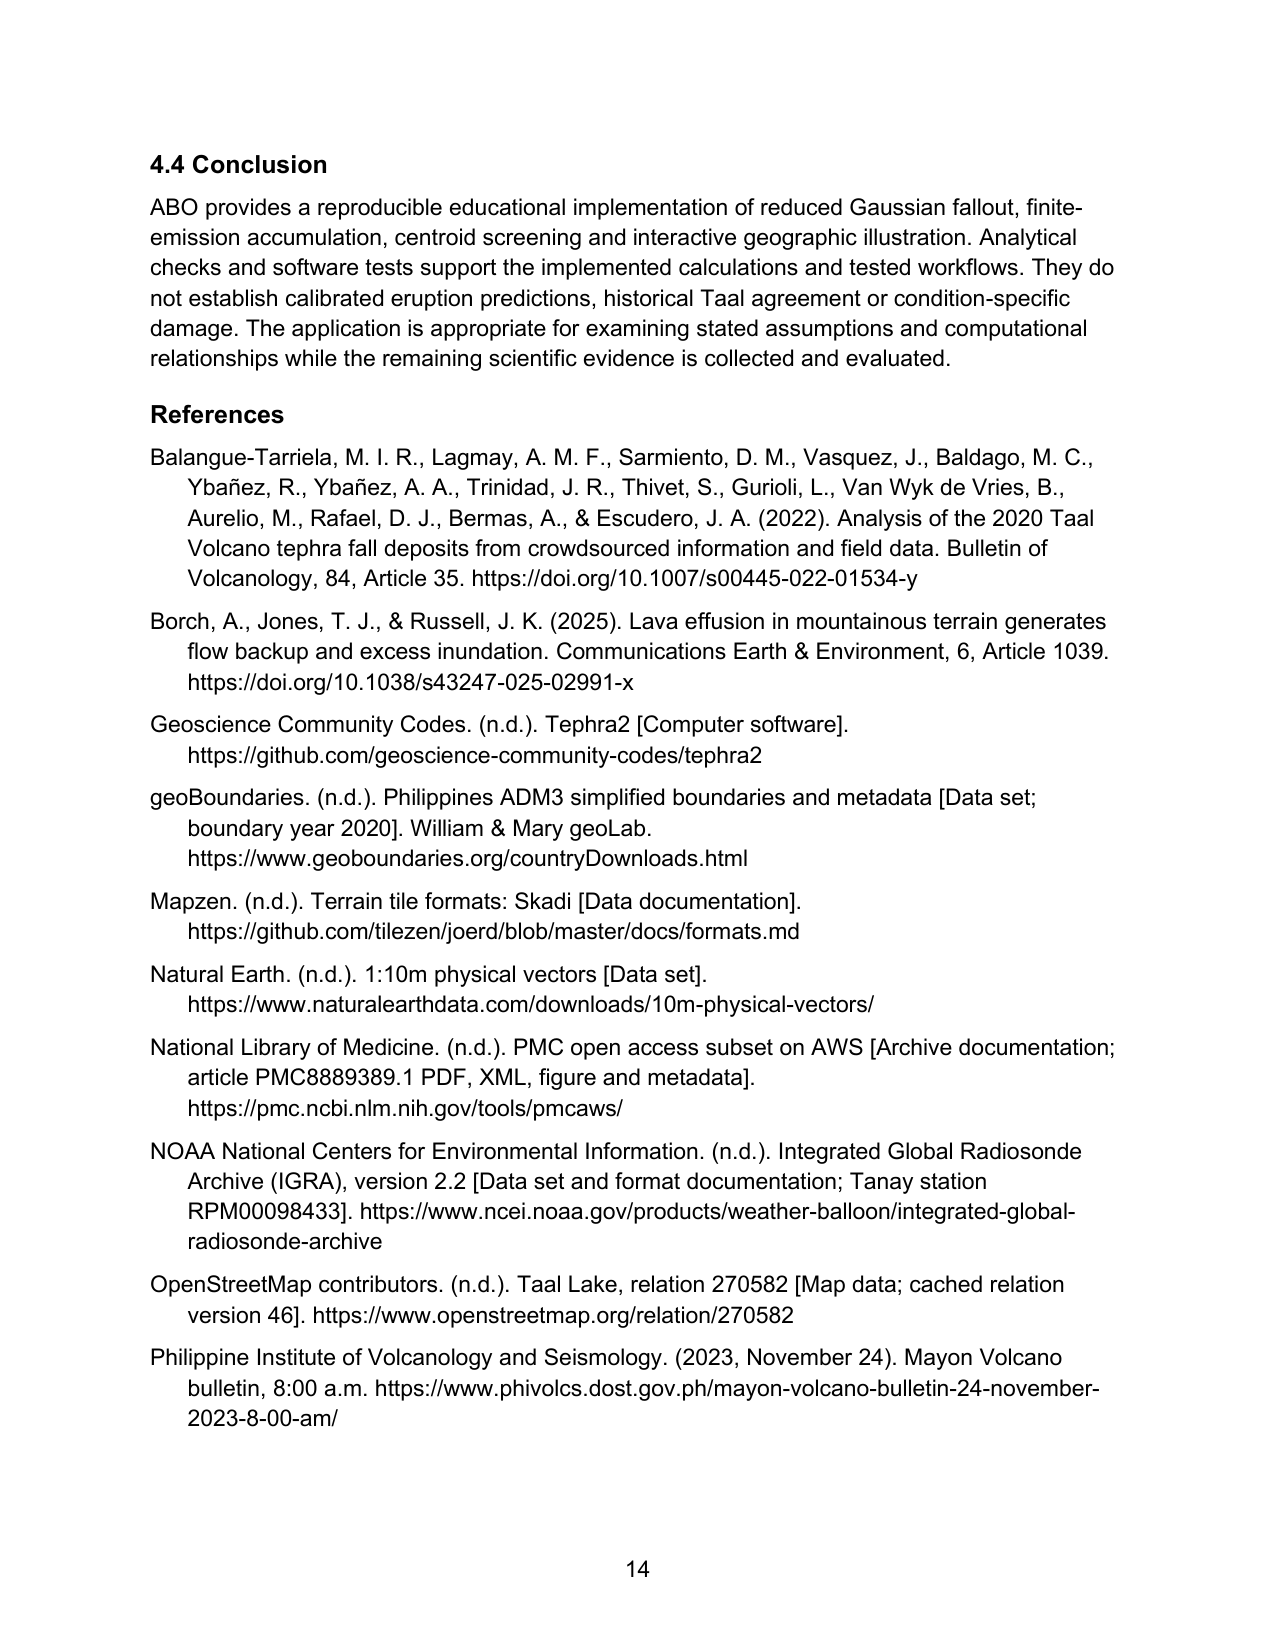 4.4 Conclusion
ABO provides a reproducible educational implementation of reduced Gaussian fallout, finite-
emission accumulation, centroid screening and interactive geographic illustration. Analytical
checks and software tests support the implemented calculations and tested workflows. They do
not establish calibrated eruption predictions, historical Taal agreement or condition-specific
damage. The application is appropriate for examining stated assumptions and computational
relationships while the remaining scientific evidence is collected and evaluated.
References
Balangue-Tarriela, M. I. R., Lagmay, A. M. F., Sarmiento, D. M., Vasquez, J., Baldago, M. C.,
Ybañez, R., Ybañez, A. A., Trinidad, J. R., Thivet, S., Gurioli, L., Van Wyk de Vries, B.,
Aurelio, M., Rafael, D. J., Bermas, A., & Escudero, J. A. (2022). Analysis of the 2020 Taal
Volcano tephra fall deposits from crowdsourced information and field data. Bulletin of
Volcanology, 84, Article 35. https://doi.org/10.1007/s00445-022-01534-y
Borch, A., Jones, T. J., & Russell, J. K. (2025). Lava effusion in mountainous terrain generates
flow backup and excess inundation. Communications Earth & Environment, 6, Article 1039.
https://doi.org/10.1038/s43247-025-02991-x
Geoscience Community Codes. (n.d.). Tephra2 [Computer software].
https://github.com/geoscience-community-codes/tephra2
geoBoundaries. (n.d.). Philippines ADM3 simplified boundaries and metadata [Data set;
boundary year 2020]. William & Mary geoLab.
https://www.geoboundaries.org/countryDownloads.html
Mapzen. (n.d.). Terrain tile formats: Skadi [Data documentation].
https://github.com/tilezen/joerd/blob/master/docs/formats.md
Natural Earth. (n.d.). 1:10m physical vectors [Data set].
https://www.naturalearthdata.com/downloads/10m-physical-vectors/
National Library of Medicine. (n.d.). PMC open access subset on AWS [Archive documentation;
article PMC8889389.1 PDF, XML, figure and metadata].
https://pmc.ncbi.nlm.nih.gov/tools/pmcaws/
NOAA National Centers for Environmental Information. (n.d.). Integrated Global Radiosonde
Archive (IGRA), version 2.2 [Data set and format documentation; Tanay station
RPM00098433]. https://www.ncei.noaa.gov/products/weather-balloon/integrated-global-
radiosonde-archive
OpenStreetMap contributors. (n.d.). Taal Lake, relation 270582 [Map data; cached relation
version 46]. https://www.openstreetmap.org/relation/270582
Philippine Institute of Volcanology and Seismology. (2023, November 24). Mayon Volcano
bulletin, 8:00 a.m. https://www.phivolcs.dost.gov.ph/mayon-volcano-bulletin-24-november-
2023-8-00-am/
14